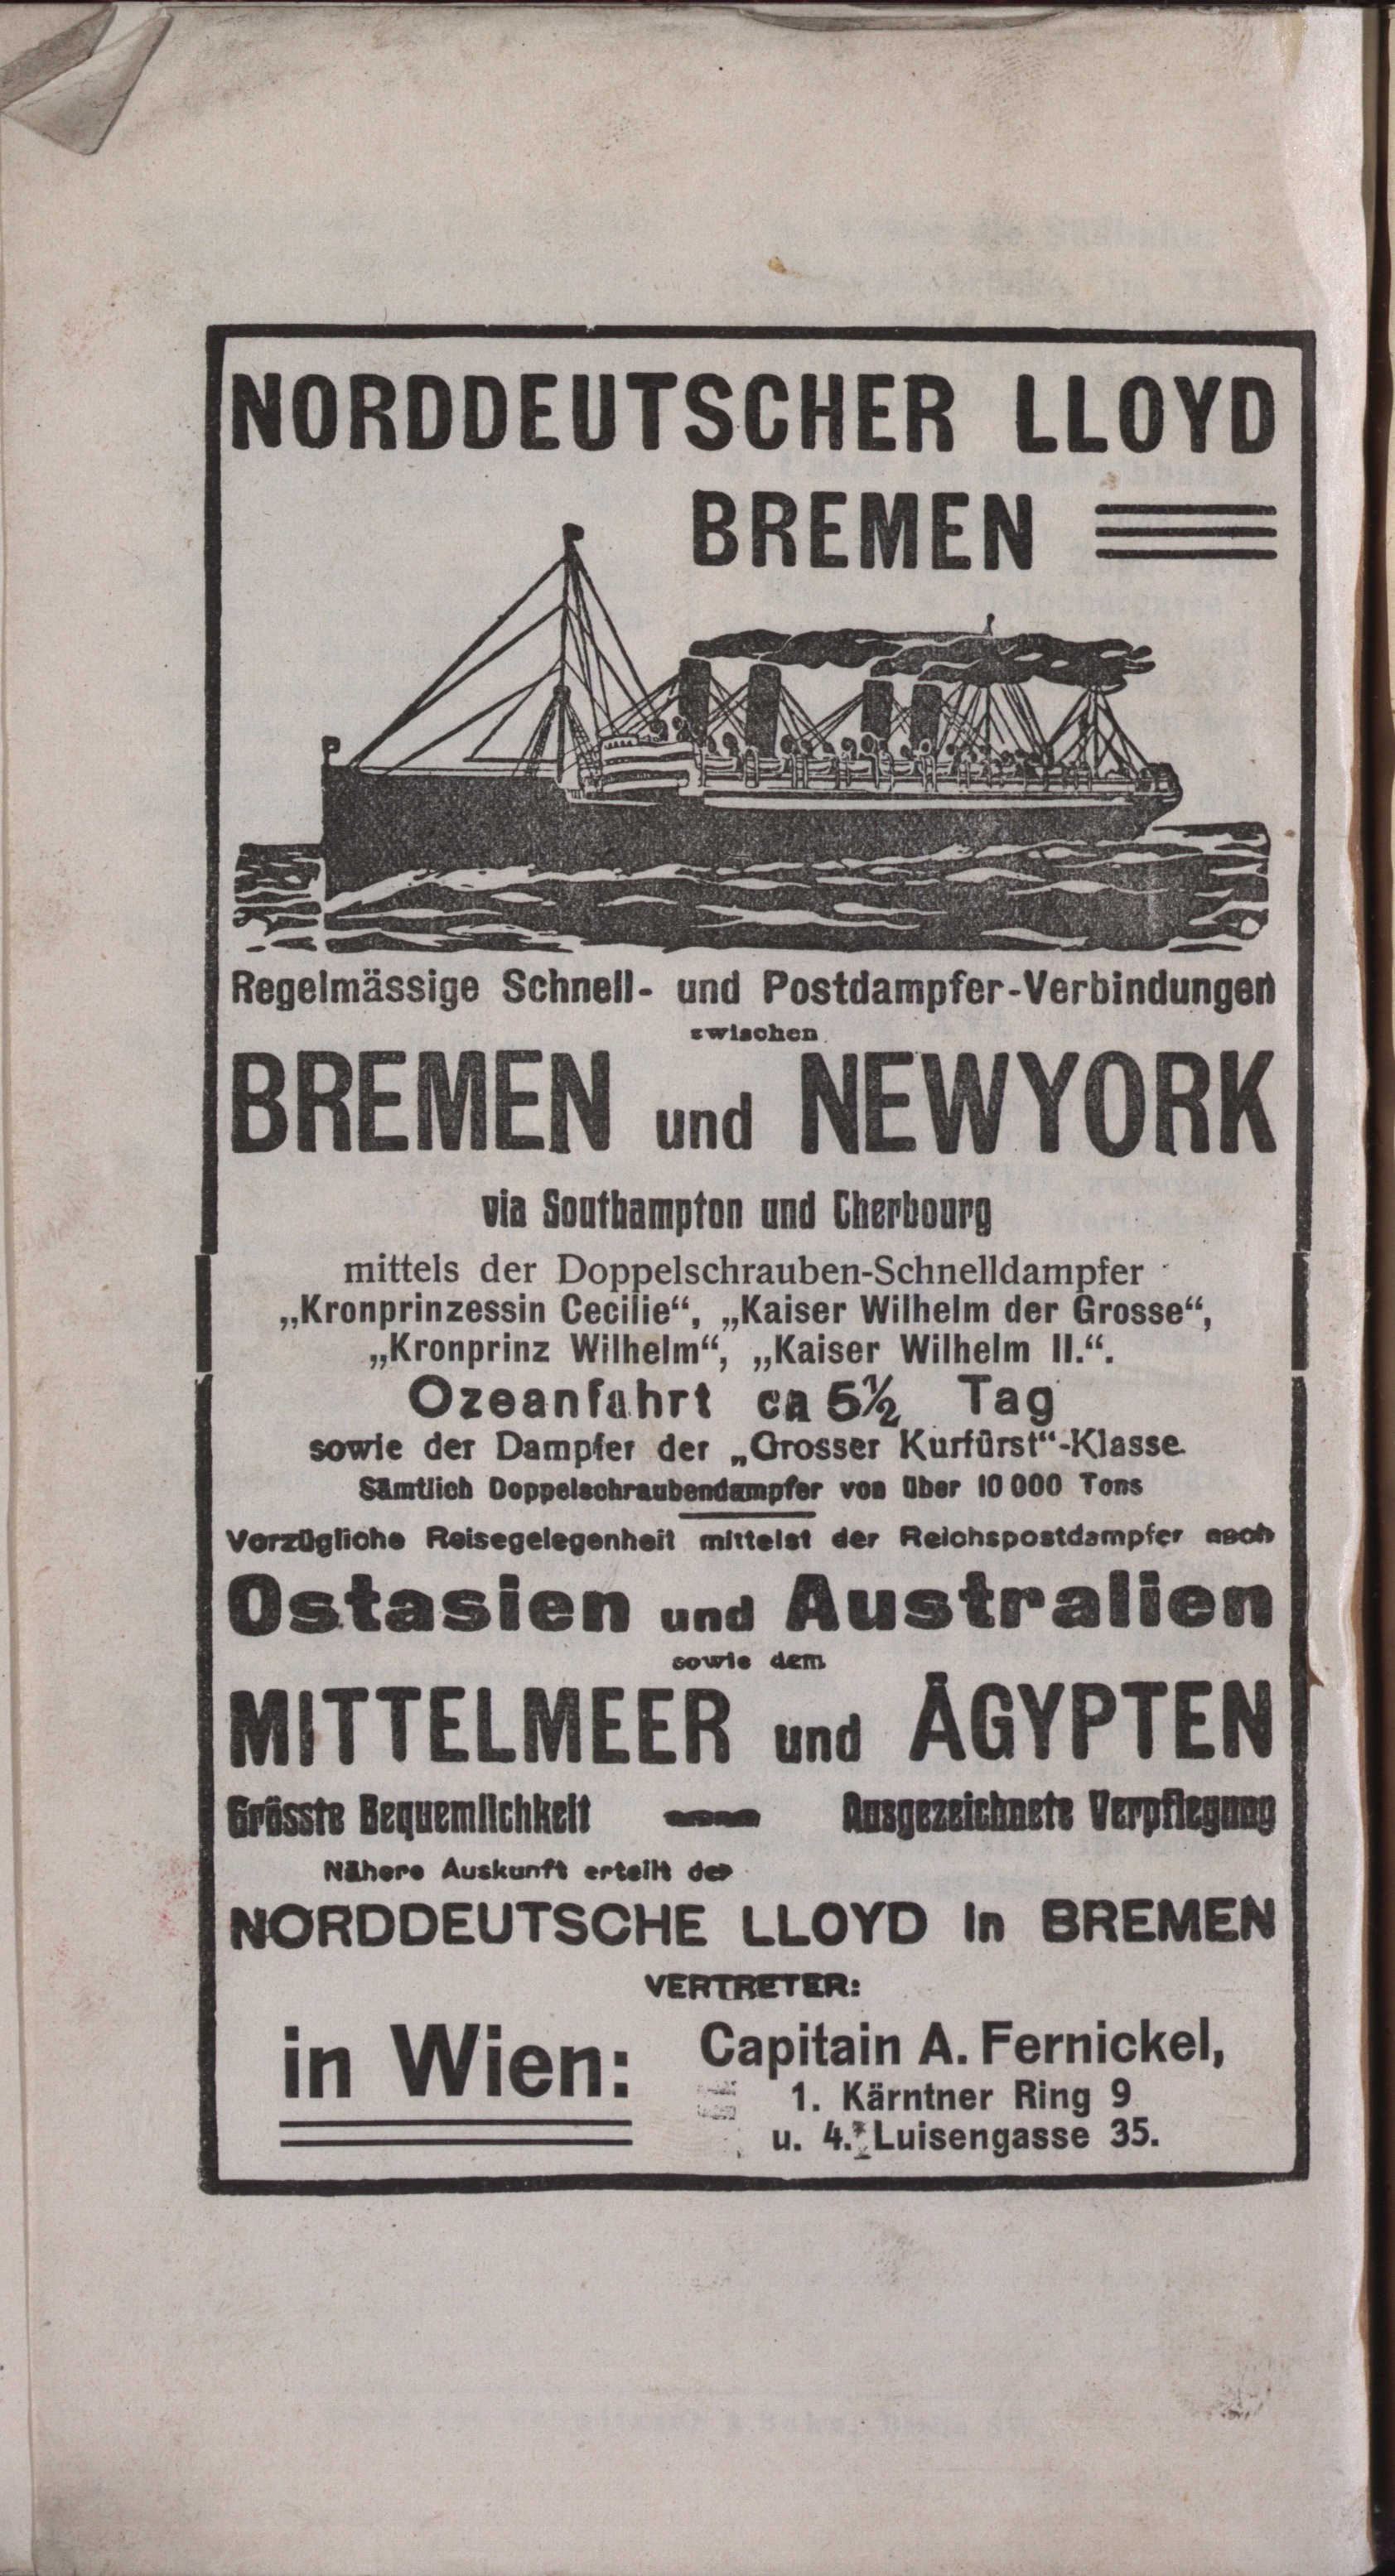 NORDDEUTSCHER LLOYD
BREMEN
Regelmässige Schnell- und Postdampfer-Verbindungen
zwischen
BREMEN und NEWYORK
via Southampton und Cherbourg
mittels der Doppelschrauben-Schnelldampfer
„Kronprinzessin Cecilie“, „Kaiser Wilhelm der Grosse“,
„Kronprinz Wilhelm“, „Kaiser Wilhelm II.“.
Ozeanfahrt ca 5½ Tag
sowie der Dampfer der „Grosser Kurfürst“-Klasse
Sämtlich Doppelschraubendampfer von über 10 000 Tons
Vorzügliche Reisegelegenheit mittelst der Reichspostdampfer nach
Ostasien und Australien
sowie dem
MITTELMEER und ÄGYPTEN
Grösste Bequemlichkeit Ausgezeichnete Verpflegung
Nähere Auskunft erteilt der
NORDDEUTSCHE LLOYD in BREMEN
VERTRETER:
in Wien: Capitain A. Fernickel,
1. Kärntner Ring 9
u. 4. Luisengasse 35.